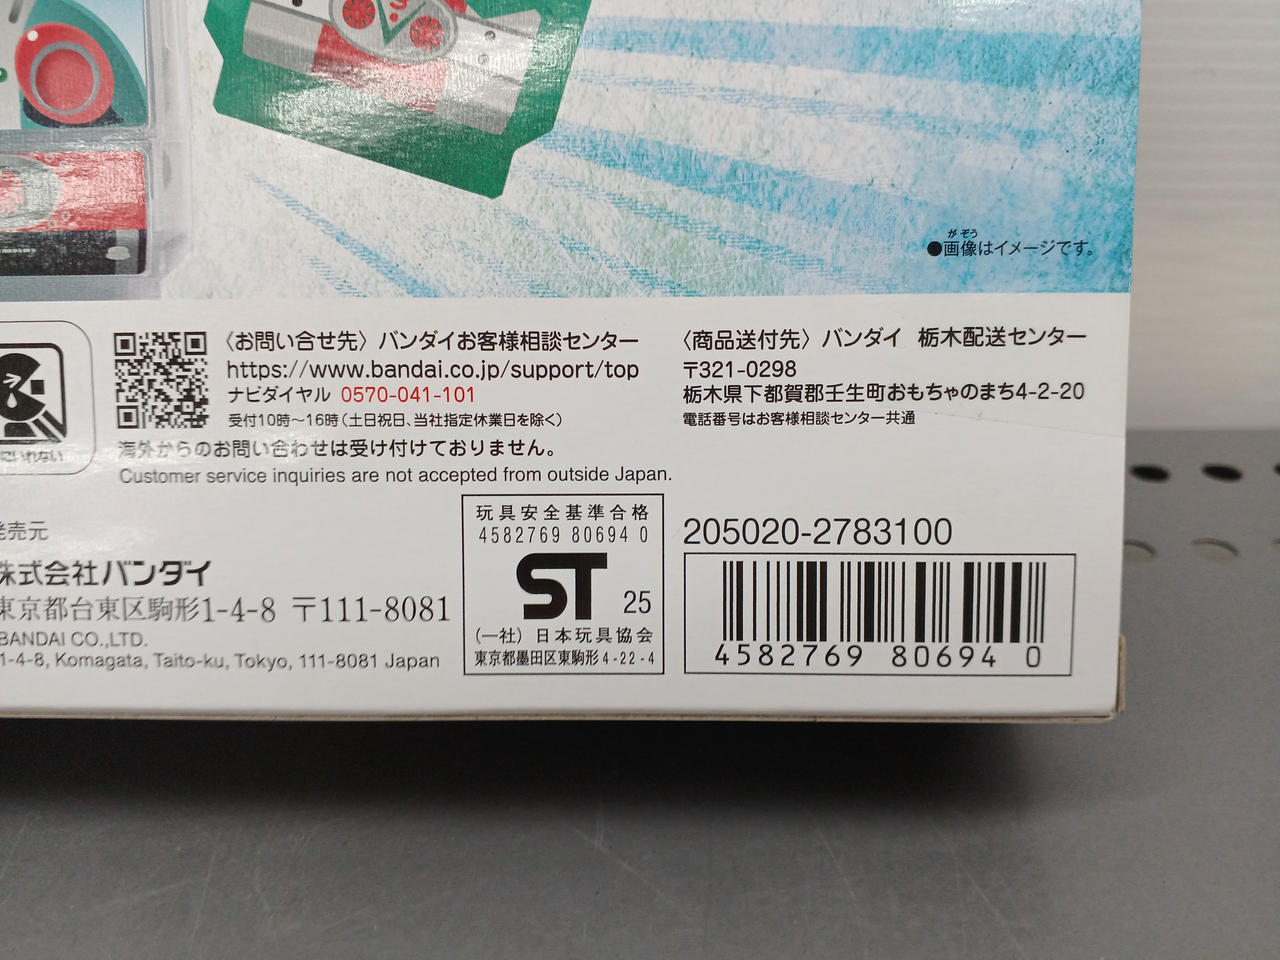 がぞう
●画像はイメージです。
〈お問い合せ先〉バンダイお客様相談センター
https://www.bandai.co.jp/support/top
ナビダイヤル 0570-041-101
受付10時～16時(土日祝日、当社指定休業日を除く)
海外からのお問い合わせは受け付けておりません。
Customer service inquiries are not accepted from outside Japan.
〈商品送付先〉バンダイ 栃木配送センター
〒321-0298
栃木県下都賀郡壬生町おもちゃのまち4-2-20
電話番号はお客様相談センター共通
にいれない
発売元
株式会社バンダイ
東京都台東区駒形1-4-8 〒111-8081
BANDAI CO.,LTD.
1-4-8, Komagata, Taito-ku, Tokyo, 111-8081 Japan
玩具安全基準合格
4582769 80694 0
ST 25
(一社)日本玩具協会
東京都墨田区東駒形4-22-4
205020-2783100
4582769 80694 0